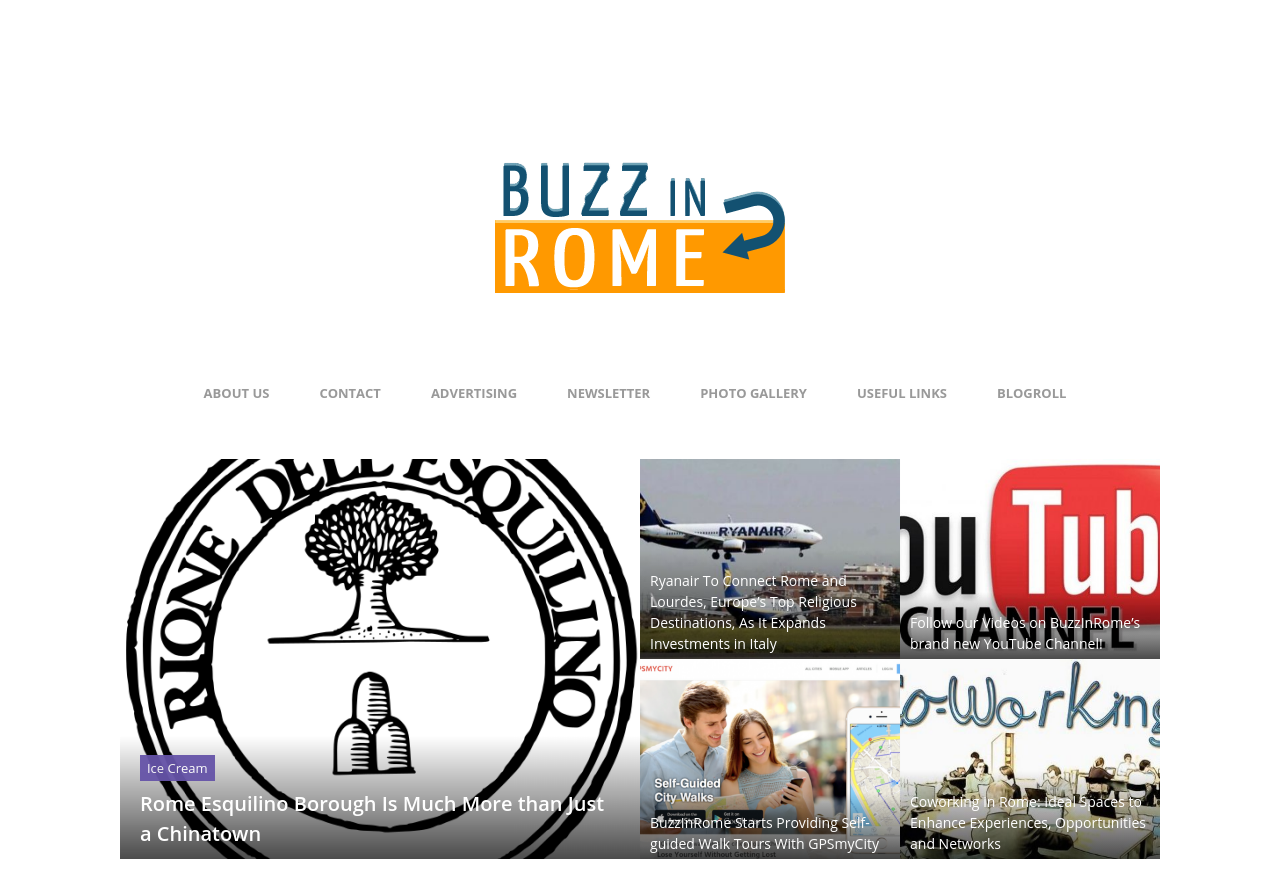 BUZZ IN
ROME
ABOUT US
CONTACT
ADVERTISING
NEWSLETTER
PHOTO GALLERY
USEFUL LINKS
BLOGROLL
RIONE DELL'ESQUILINO
Ice Cream
Rome Esquilino Borough Is Much More than Just
a Chinatown
RYANAIR
Ryanair To Connect Rome and
Lourdes, Europe’s Top Religious
Destinations, As It Expands
Investments in Italy
ou Tub
CHANNEL
Follow our Videos on BuzzInRome’s
brand new YouTube Channel!
PSMYCITY
Self-Guided
City Walks
BuzzInRome Starts Providing Self-
guided Walk Tours With GPSmyCity
Lose Yourself Without Getting Lost
o-Working
Coworking in Rome: Ideal Spaces to
Enhance Experiences, Opportunities
and Networks